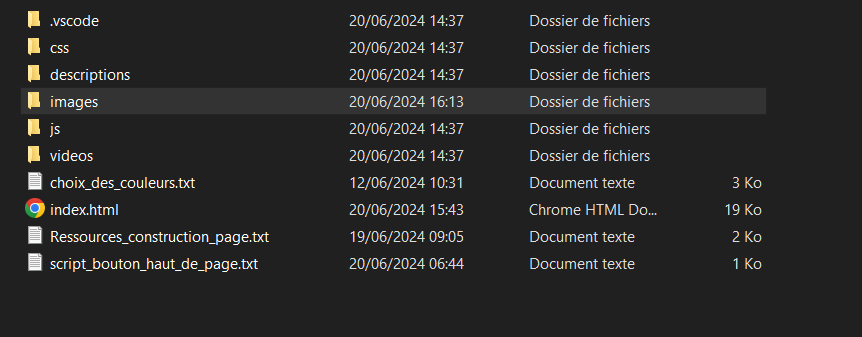 .vscode 20/06/2024 14:37 Dossier de fichiers
css 20/06/2024 14:37 Dossier de fichiers
descriptions 20/06/2024 14:37 Dossier de fichiers
images 20/06/2024 16:13 Dossier de fichiers
js 20/06/2024 14:37 Dossier de fichiers
videos 20/06/2024 14:37 Dossier de fichiers
choix_des_couleurs.txt 12/06/2024 10:31 Document texte 3 Ko
index.html 20/06/2024 15:43 Chrome HTML Do... 19 Ko
Ressources_construction_page.txt 19/06/2024 09:05 Document texte 2 Ko
script_bouton_haut_de_page.txt 20/06/2024 06:44 Document texte 1 Ko